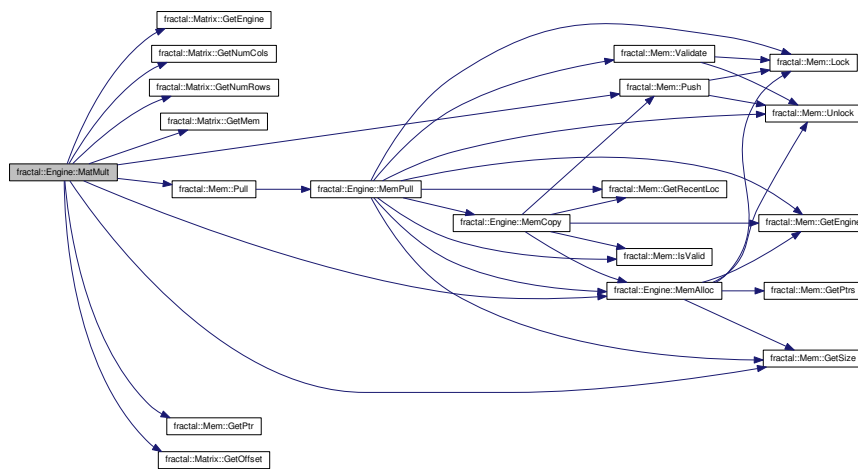 fractal::Matrix::GetEngine
fractal::Matrix::GetNumCols
fractal::Mem::Validate
fractal::Mem::Lock
fractal::Matrix::GetNumRows
fractal::Mem::Push
fractal::Mem::Unlock
fractal::Matrix::GetMem
fractal::Engine::MatMult
fractal::Mem::Pull
fractal::Engine::MemPull
fractal::Mem::GetRecentLoc
fractal::Engine::MemCopy
fractal::Mem::GetEngine
fractal::Mem::IsValid
fractal::Engine::MemAlloc
fractal::Mem::GetPtrs
fractal::Mem::GetSize
fractal::Mem::GetPtr
fractal::Matrix::GetOffset